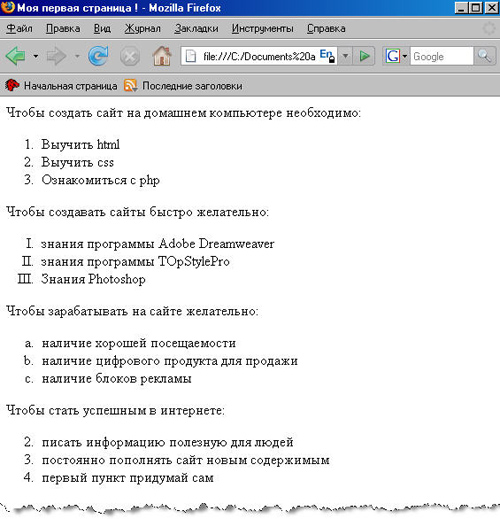 Моя первая страница ! - Mozilla Firefox
Файл Правка Вид Журнал Закладки Инструменты Справка
file:///C:/Documents%20a En G Google
Начальная страница Последние заголовки
Чтобы создать сайт на домашнем компьютере необходимо:
1. Выучить html
2. Выучить css
3. Ознакомиться с php
Чтобы создавать сайты быстро желательно:
I. знания программы Adobe Dreamweaver
II. знания программы TOpStylePro
III. Знания Photoshop
Чтобы зарабатывать на сайте желательно:
a. наличие хорошей посещаемости
b. наличие цифрового продукта для продажи
c. наличие блоков рекламы
Чтобы стать успешным в интернете:
2. писать информацию полезную для людей
3. постоянно пополнять сайт новым содержимым
4. первый пункт придумай сам